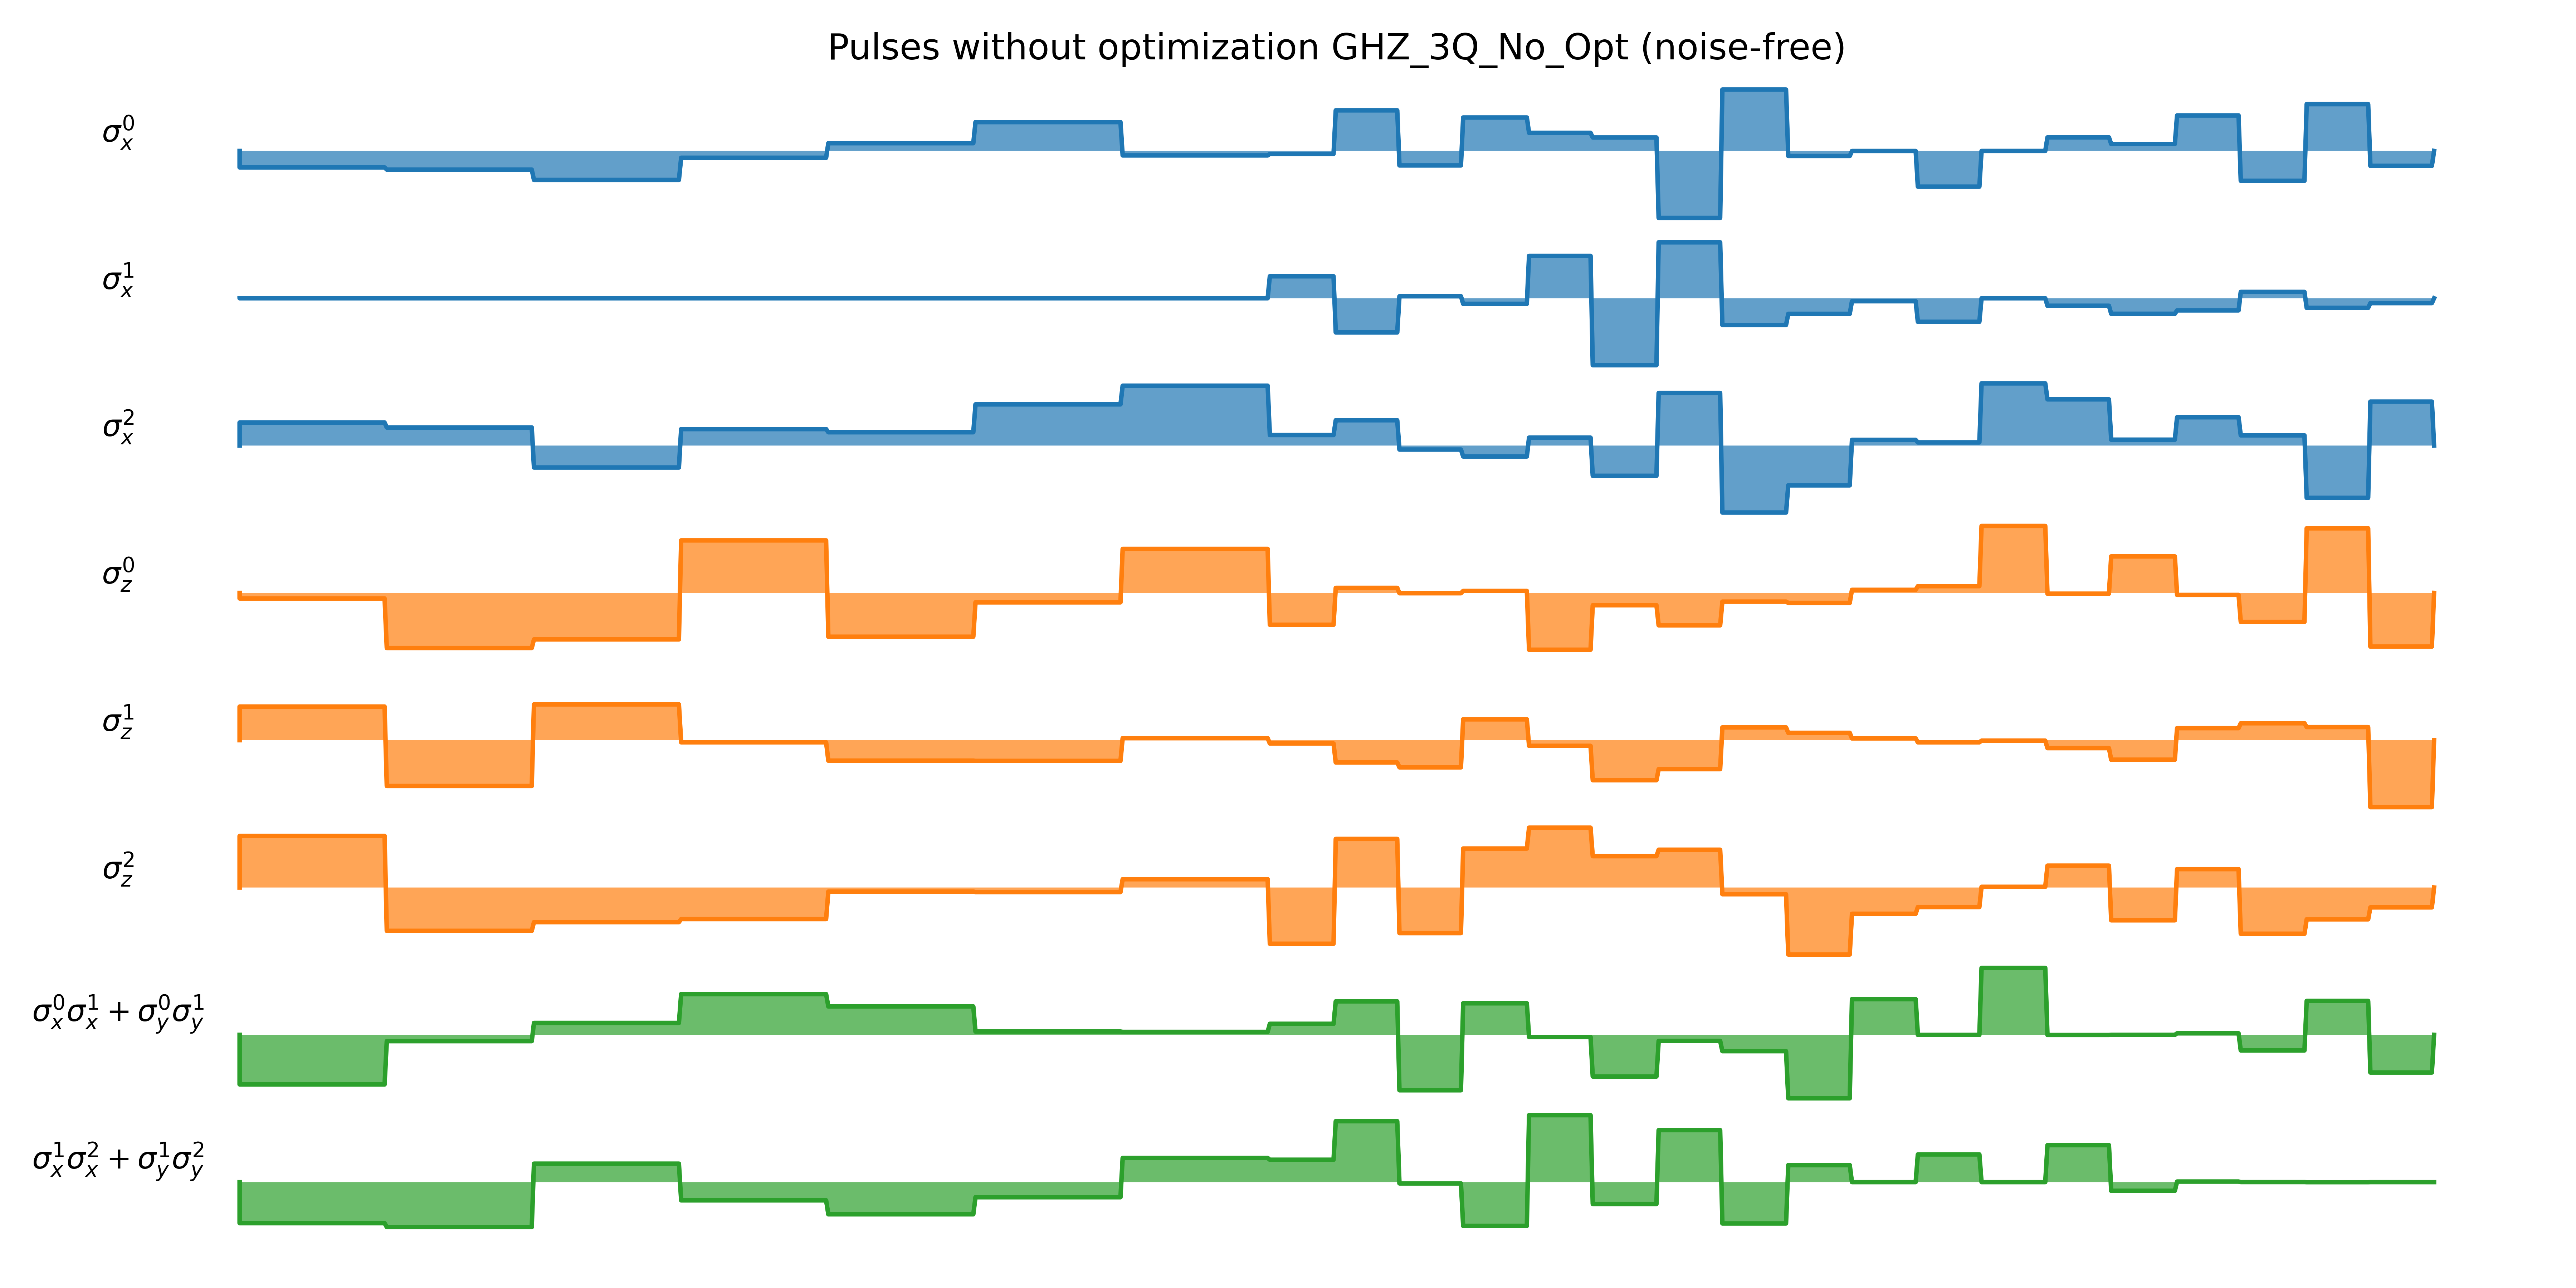 Pulses without optimization GHZ_3Q_No_Opt (noise-free)
σ_x^0
σ_x^1
σ_x^2
σ_z^0
σ_z^1
σ_z^2
σ_x^0σ_x^1 + σ_y^0σ_y^1
σ_x^1σ_x^2 + σ_y^1σ_y^2